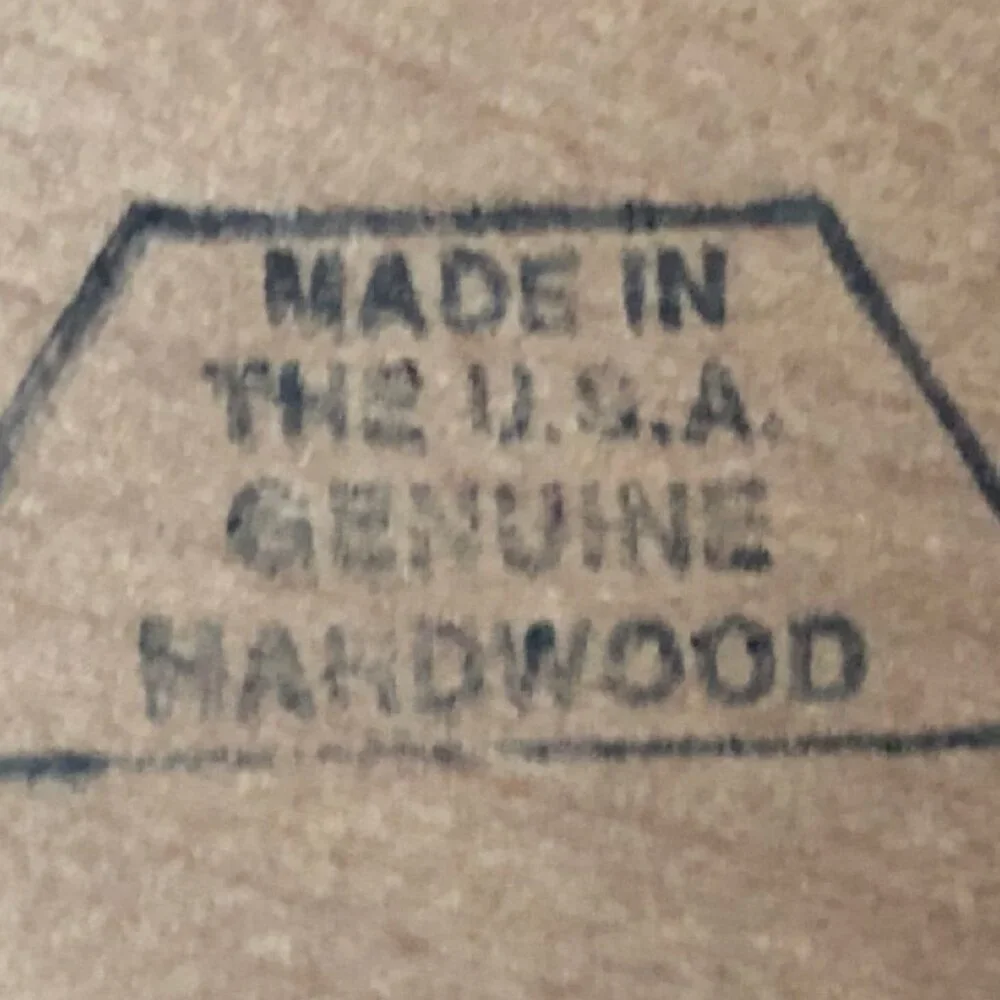 MADE IN
THE U.S.A.
GENUINE
HARDWOOD